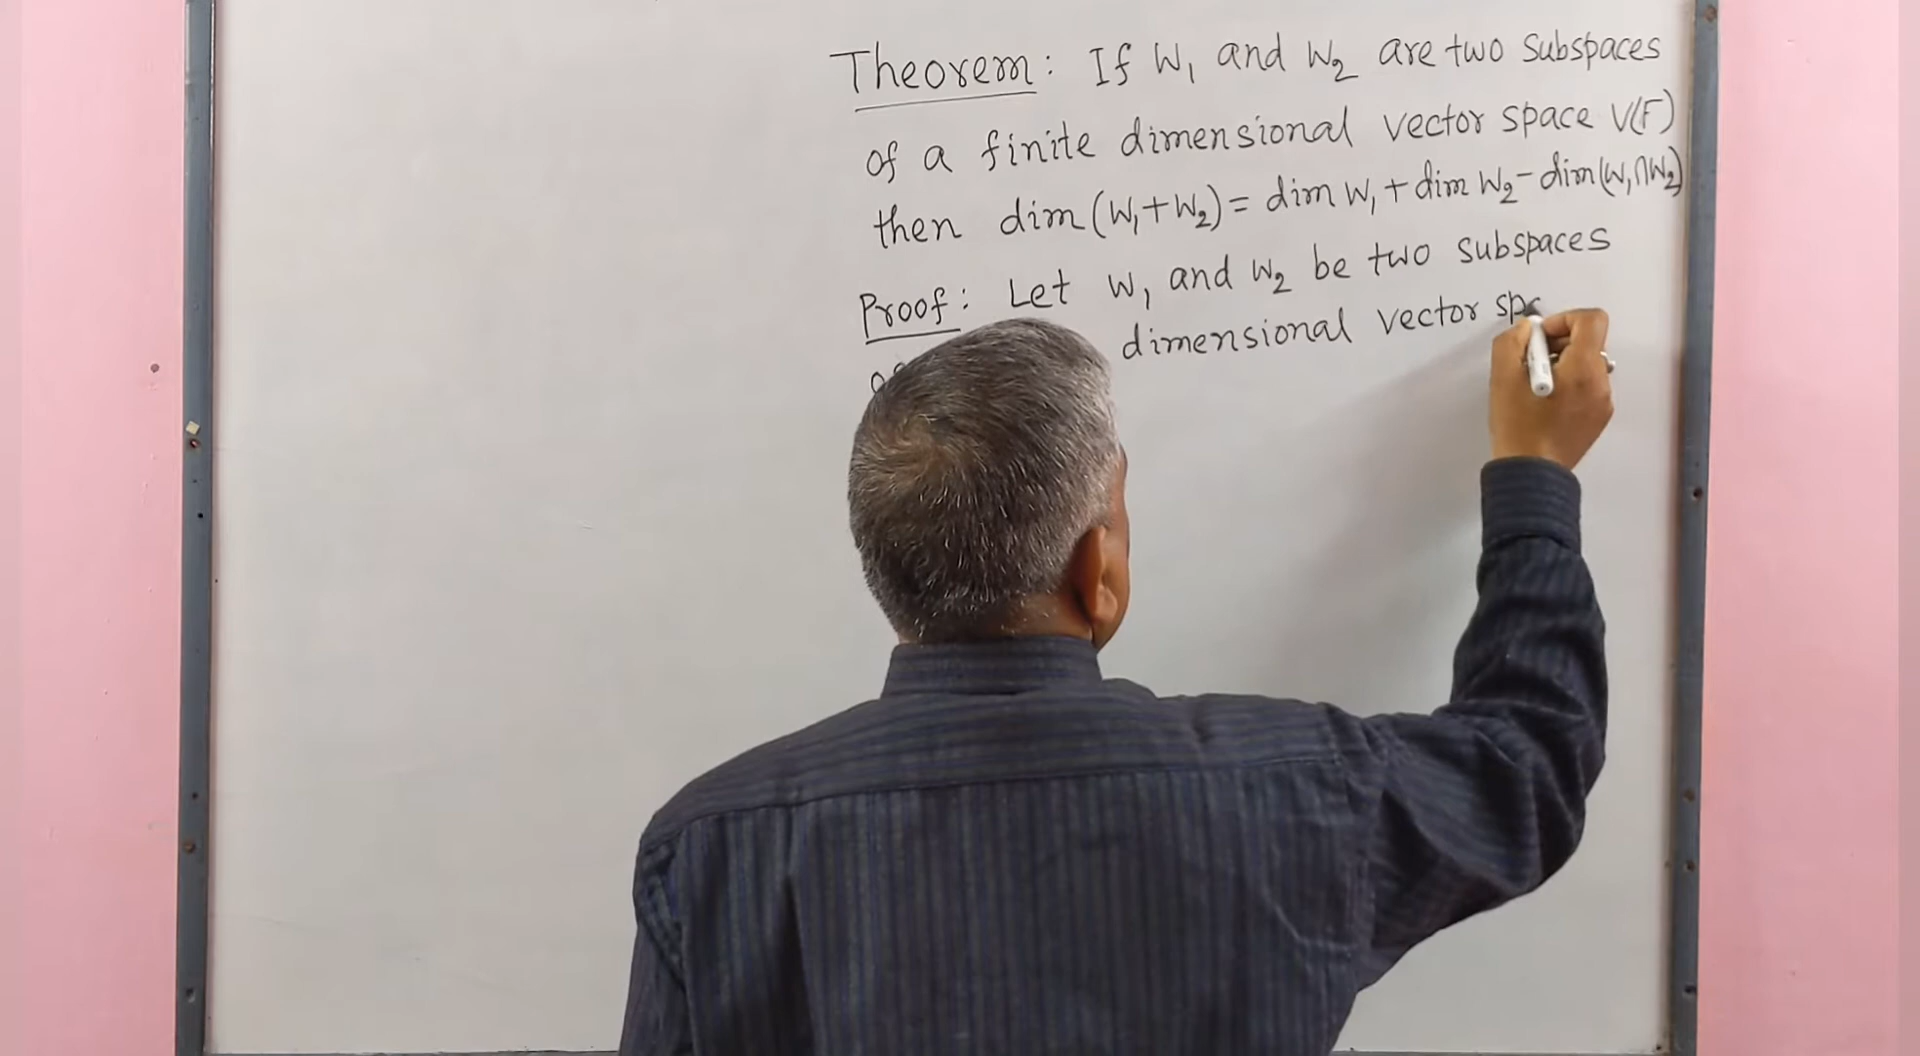 Theorem: If W₁ and W₂ are two subspaces
of a finite dimensional vector space V(F)
then dim(W₁+W₂) = dim W₁ + dim W₂ - dim(W₁∩W₂)
Proof: Let W₁ and W₂ be two subspaces
dimensional vector